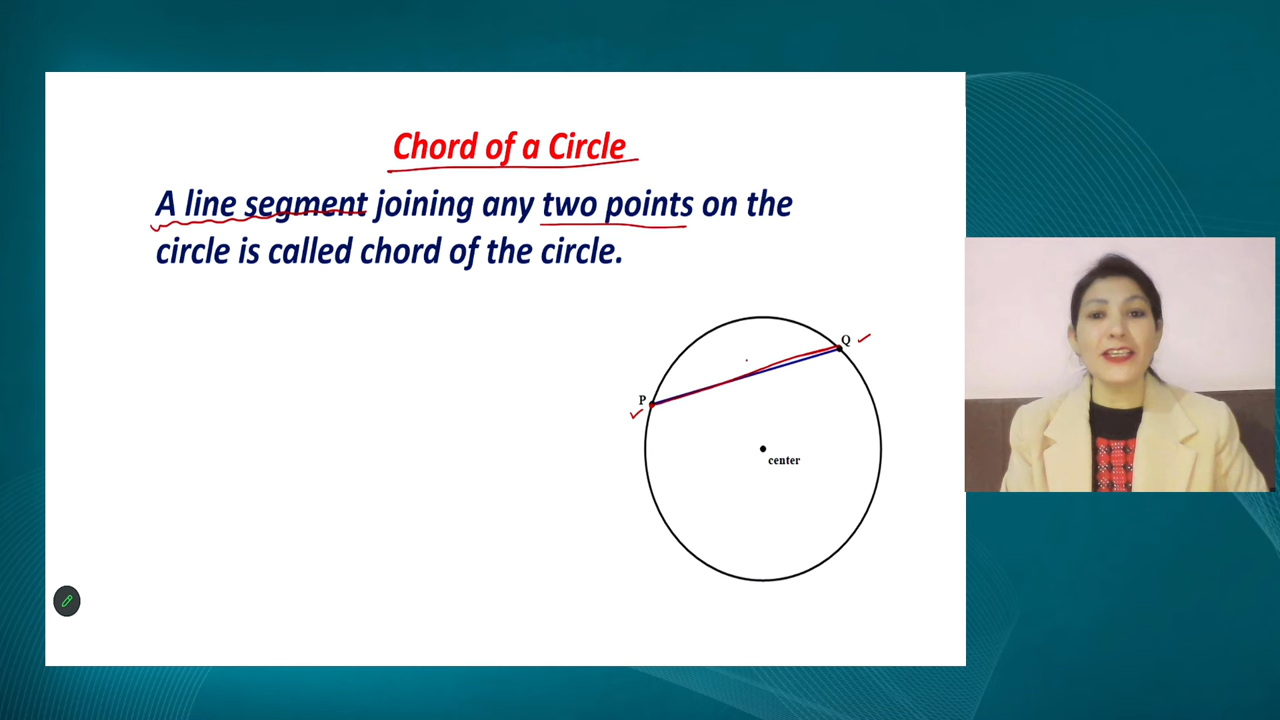 Chord of a Circle
A line segment joining any two points on the
circle is called chord of the circle.
Q
P
center